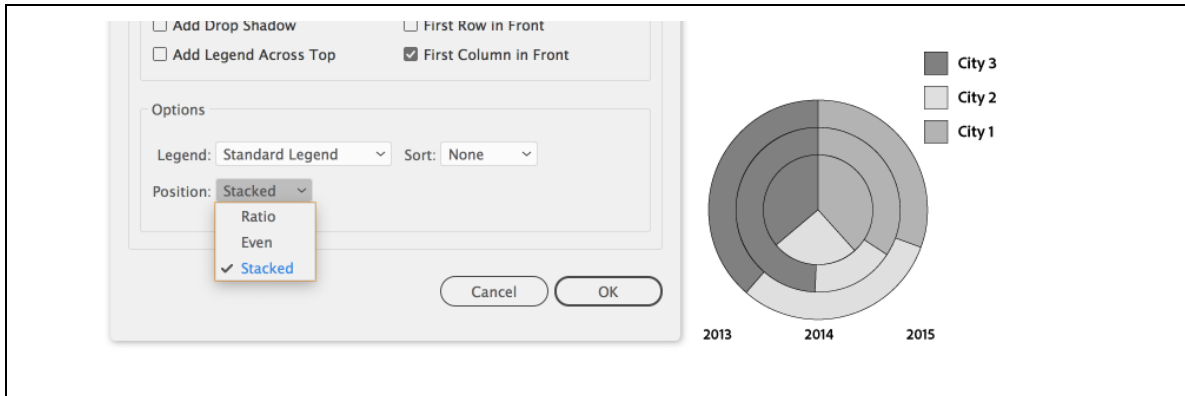 Add Drop Shadow First Row in Front
Add Legend Across Top First Column in Front
Options
Legend: Standard Legend Sort: None
Position: Stacked
Ratio
Even
Stacked
Cancel OK
City 3
City 2
City 1
2013 2014 2015